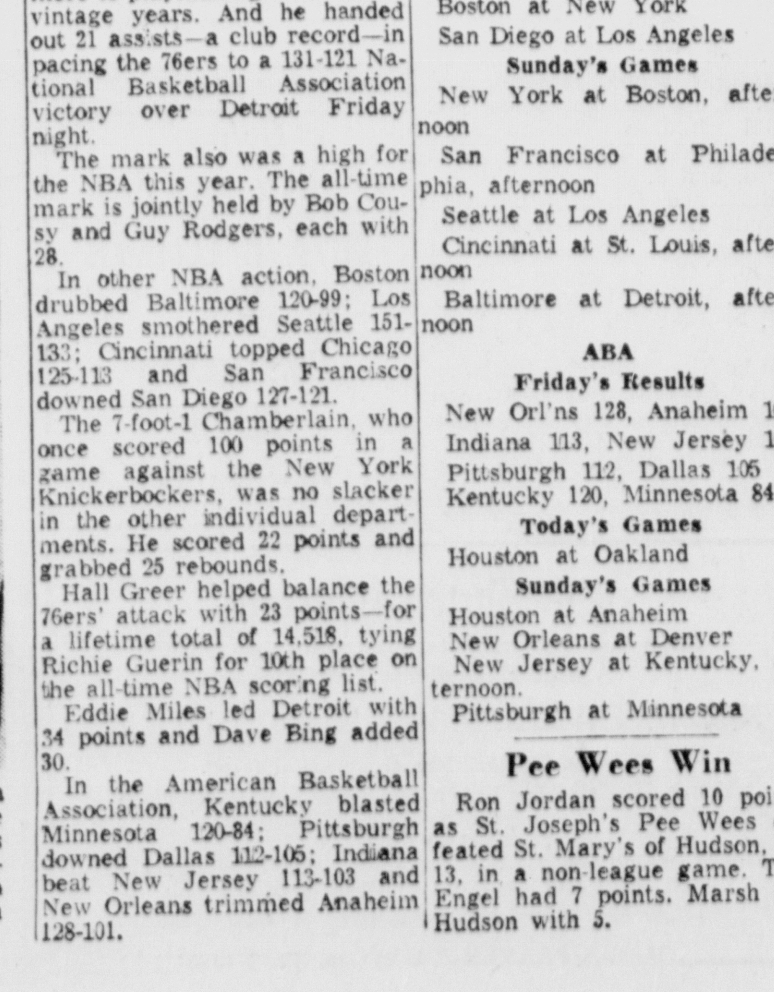 vintage years. And he handed
out 21 assists—a club record—in
pacing the 76ers to a 131-121 Na-
tional Basketball Association
victory over Detroit Friday
night.
The mark also was a high for
the NBA this year. The all-time
mark is jointly held by Bob Cou-
sy and Guy Rodgers, each with
28.
In other NBA action, Boston
drubbed Baltimore 120-99; Los
Angeles smothered Seattle 151-
133; Cincinnati topped Chicago
125-113 and San Francisco
downed San Diego 127-121.
The 7-foot-1 Chamberlain, who
once scored 100 points in a
game against the New York
Knickerbockers, was no slacker
in the other individual depart-
ments. He scored 22 points and
grabbed 25 rebounds.
Hall Greer helped balance the
76ers' attack with 23 points—for
a lifetime total of 14,518, tying
Richie Guerin for 10th place on
the all-time NBA scoring list.
Eddie Miles led Detroit with
34 points and Dave Bing added
30.
In the American Basketball
Association, Kentucky blasted
Minnesota 120-84; Pittsburgh
downed Dallas 112-105; Indiana
beat New Jersey 113-103 and
New Orleans trimmed Anaheim
128-101.
Boston at New York
San Diego at Los Angeles
Sunday's Games
New York at Boston, afte
noon
San Francisco at Philade
phia, afternoon
Seattle at Los Angeles
Cincinnati at St. Louis, afte
noon
Baltimore at Detroit, afte
noon
ABA
Friday's Results
New Orl'ns 128, Anaheim 1
Indiana 113, New Jersey 1
Pittsburgh 112, Dallas 105
Kentucky 120, Minnesota 84
Today's Games
Houston at Oakland
Sunday's Games
Houston at Anaheim
New Orleans at Denver
New Jersey at Kentucky,
ternoon.
Pittsburgh at Minnesota
Pee Wees Win
Ron Jordan scored 10 poi
as St. Joseph's Pee Wees
feated St. Mary's of Hudson,
13, in a non-league game. T
Engel had 7 points. Marsh
Hudson with 5.